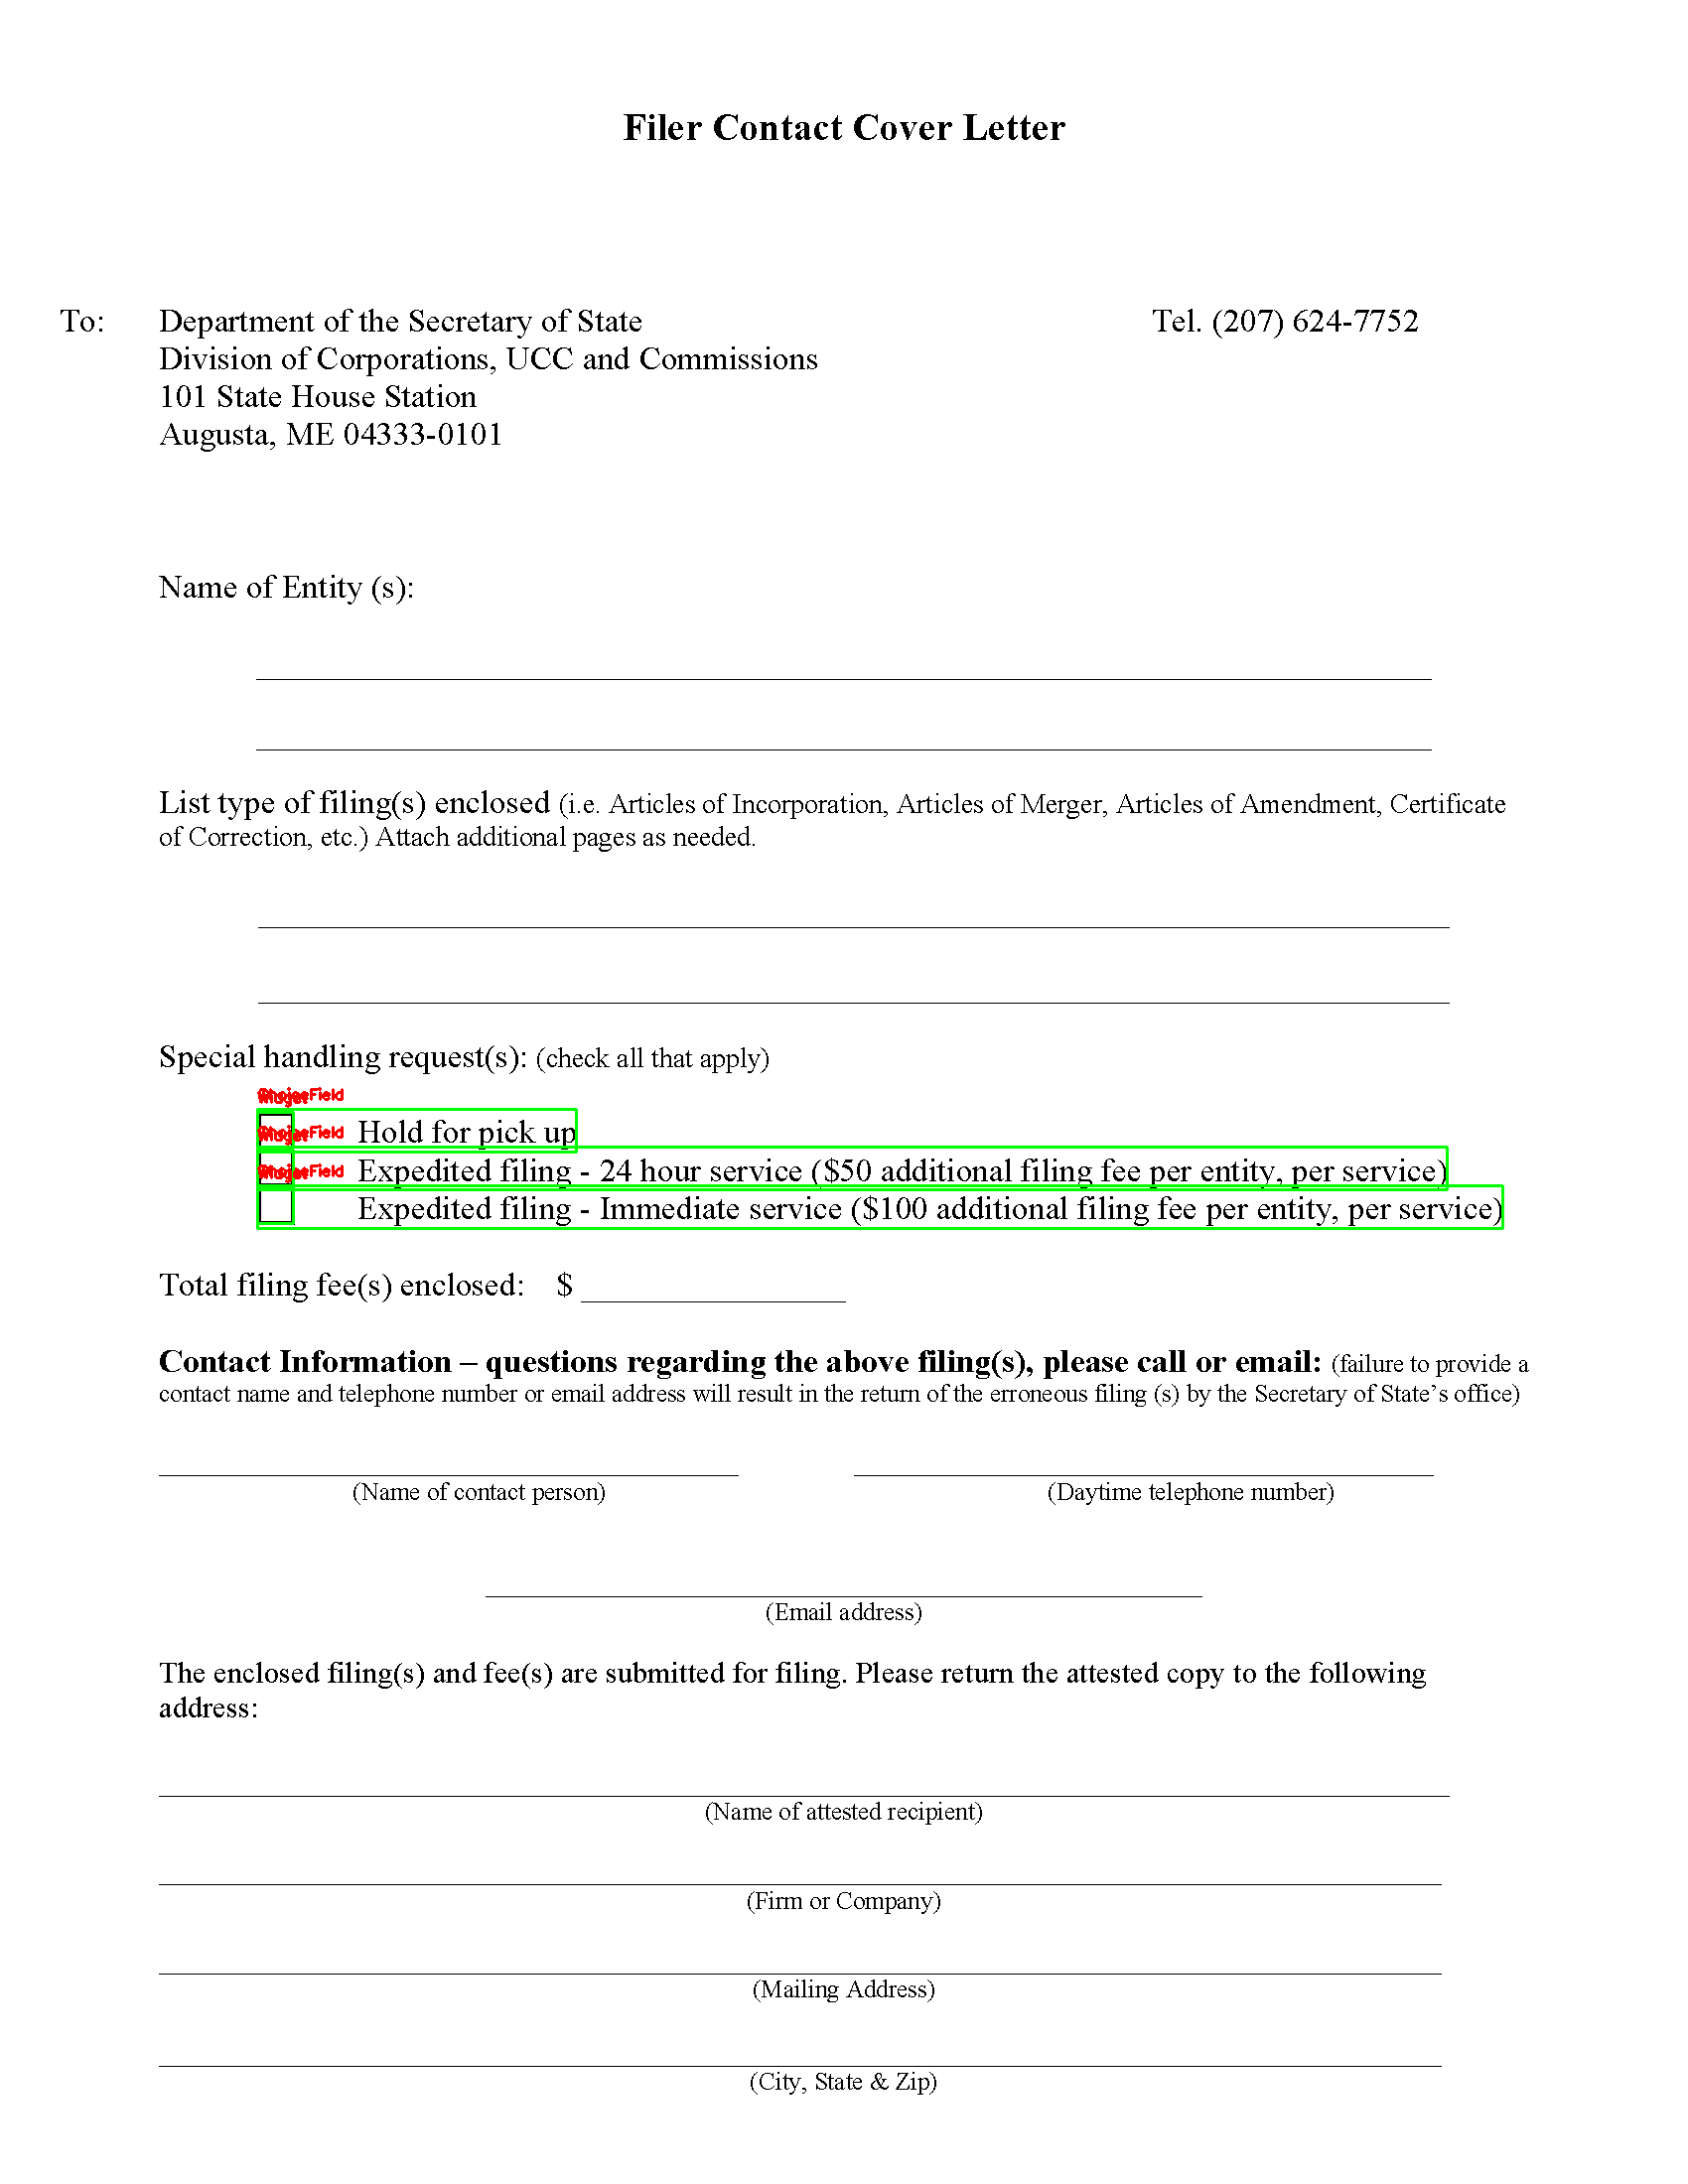 Filer Contact Cover Letter
To: Department of the Secretary of State Tel. (207) 624-7752
Division of Corporations, UCC and Commissions
101 State House Station
Augusta, ME 04333-0101
Name of Entity (s):
List type of filing(s) enclosed (i.e. Articles of Incorporation, Articles of Merger, Articles of Amendment, Certificate
of Correction, etc.) Attach additional pages as needed.
Special handling request(s): (check all that apply)
ChoiceField
ChoiceField Hold for pick up
ChoiceField Expedited filing - 24 hour service ($50 additional filing fee per entity, per service)
Expedited filing - Immediate service ($100 additional filing fee per entity, per service)
Total filing fee(s) enclosed: $
Contact Information – questions regarding the above filing(s), please call or email: (failure to provide a
contact name and telephone number or email address will result in the return of the erroneous filing (s) by the Secretary of State’s office)
(Name of contact person) (Daytime telephone number)
(Email address)
The enclosed filing(s) and fee(s) are submitted for filing. Please return the attested copy to the following
address:
(Name of attested recipient)
(Firm or Company)
(Mailing Address)
(City, State & Zip)